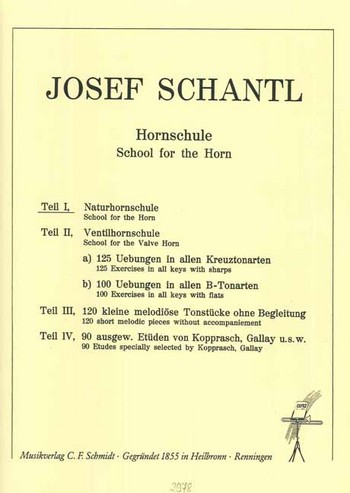 JOSEF SCHANTL
Hornschule
School for the Horn
Teil I, Naturhornschule
School for the Horn
Teil II, Ventilhornschule
School for the Valve Horn
a) 125 Uebungen in allen Kreuztonarten
125 Exercises in all keys with sharps
b) 100 Uebungen in allen B-Tonarten
100 Exercises in all keys with flats
Teil III, 120 kleine melodiöse Tonstücke ohne Begleitung
120 short melodic pieces without accompaniement
Teil IV, 90 ausgew. Etüden von Kopprasch, Gallay u.s.w.
90 Etudes specially selected by Kopprasch, Gallay
Musikverlag C. F. Schmidt · Gegründet 1855 in Heilbronn · Renningen
2978